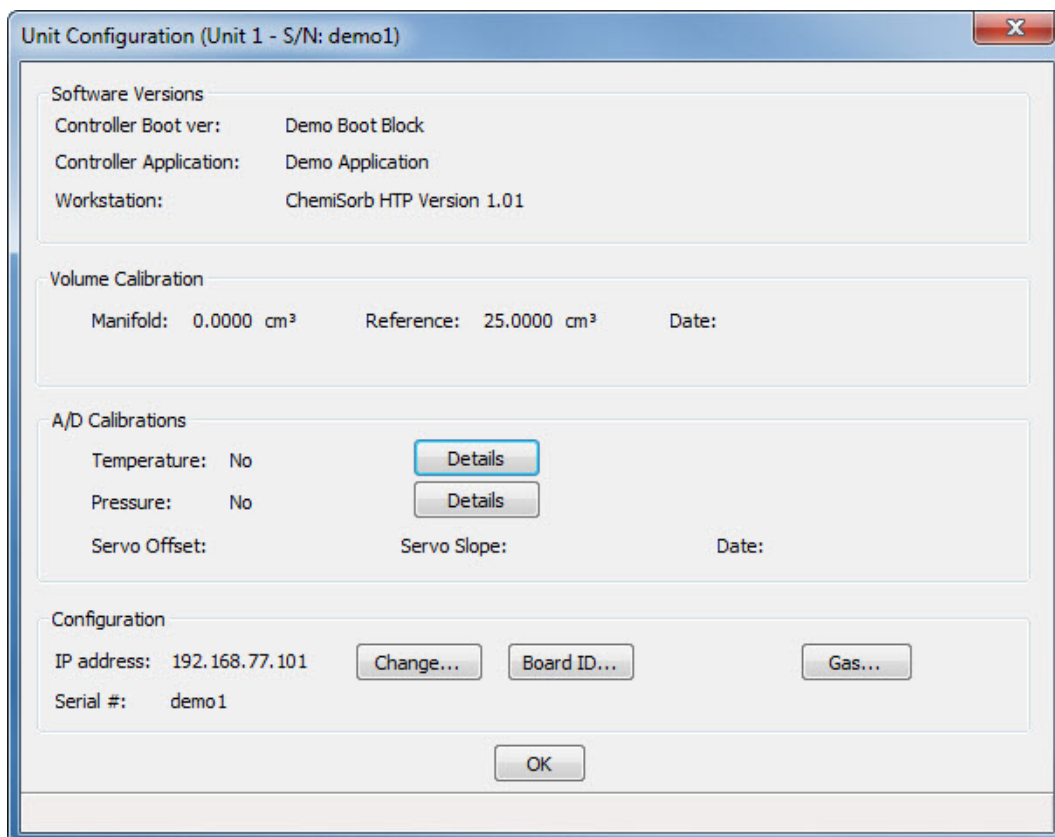 Unit Configuration (Unit 1 - S/N: demo1)
X
Software Versions
Controller Boot ver: Demo Boot Block
Controller Application: Demo Application
Workstation: ChemiSorb HTP Version 1.01
Volume Calibration
Manifold: 0.0000 cm³ Reference: 25.0000 cm³ Date:
A/D Calibrations
Temperature: No Details
Pressure: No Details
Servo Offset: Servo Slope: Date:
Configuration
IP address: 192.168.77.101 Change... Board ID... Gas...
Serial #: demo1
OK